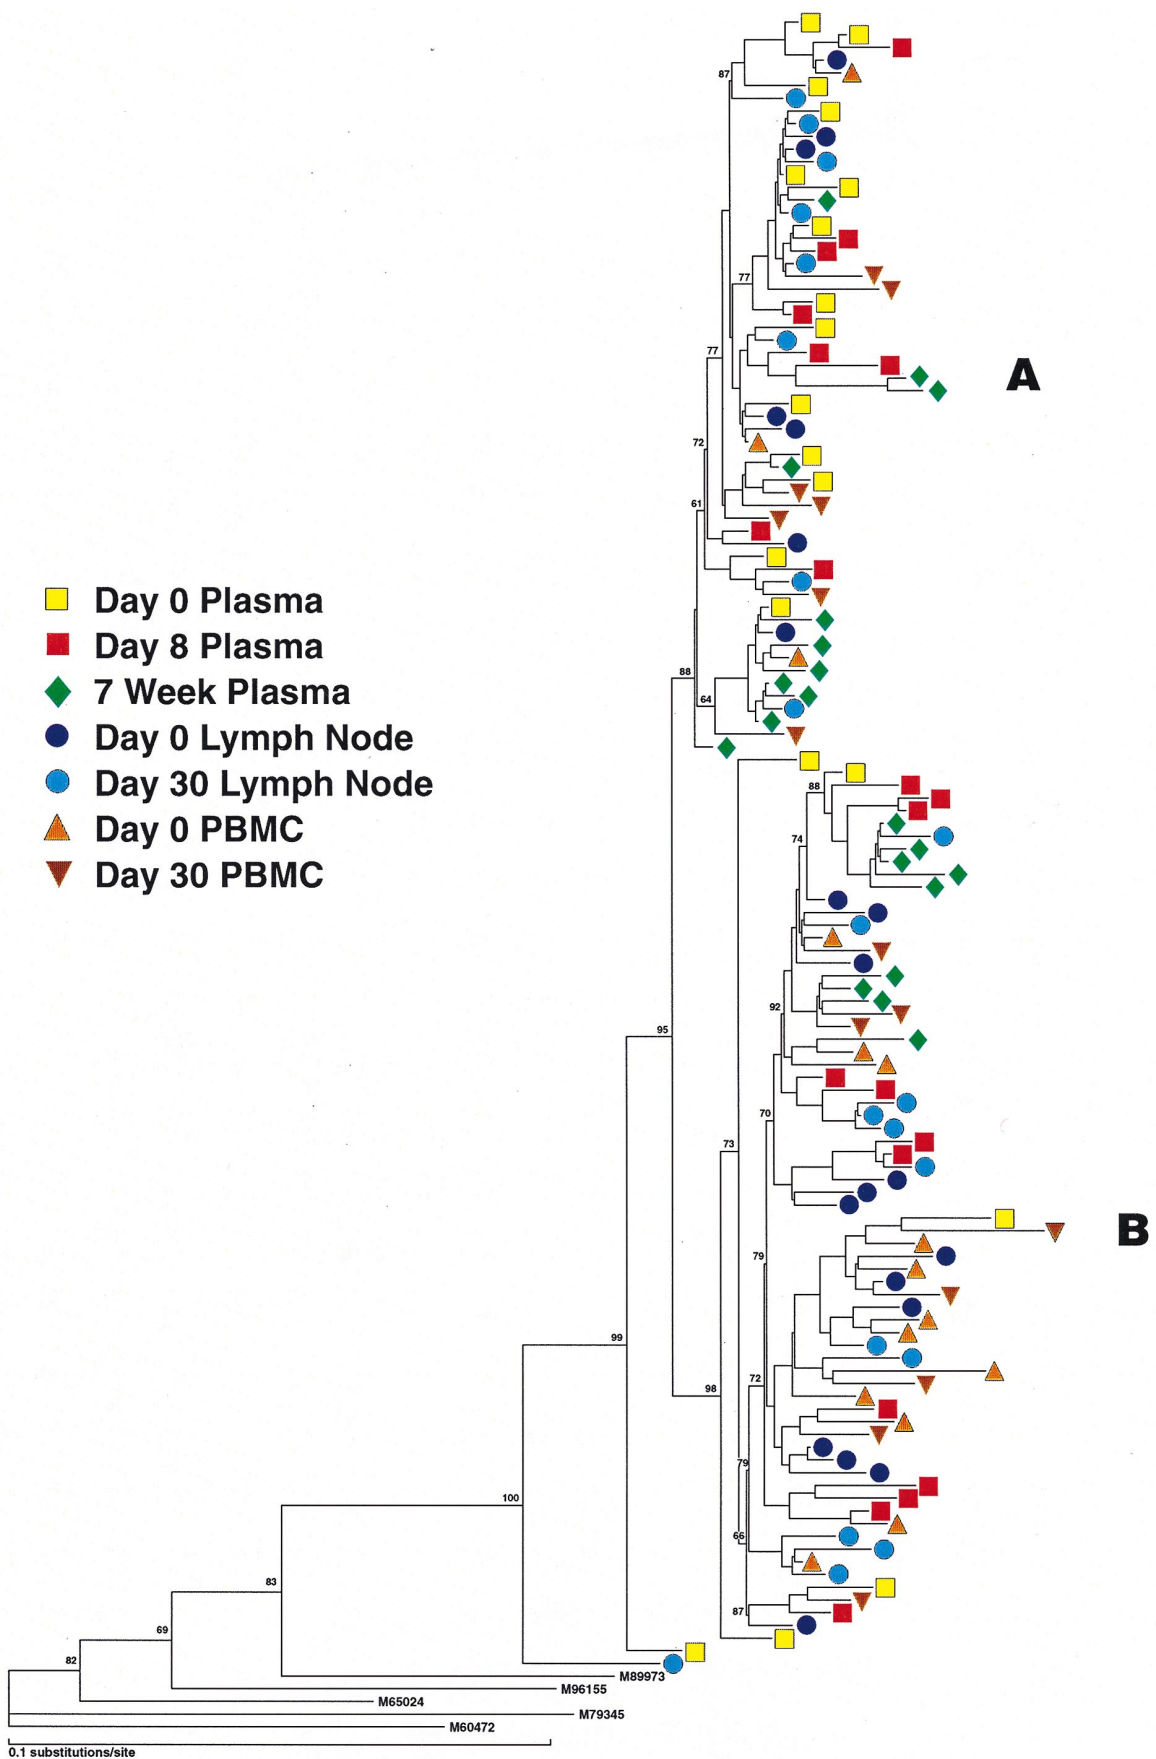 87
77
77
A
72
61
Day 0 Plasma
Day 8 Plasma
7 Week Plasma
Day 0 Lymph Node
Day 30 Lymph Node
Day 0 PBMC
Day 30 PBMC
88
64
88
74
92
95
70
73
B
79
99
98
72
79
100
66
83
87
69
82
M89973
M96155
M65024
M79345
M60472
0.1 substitutions/site